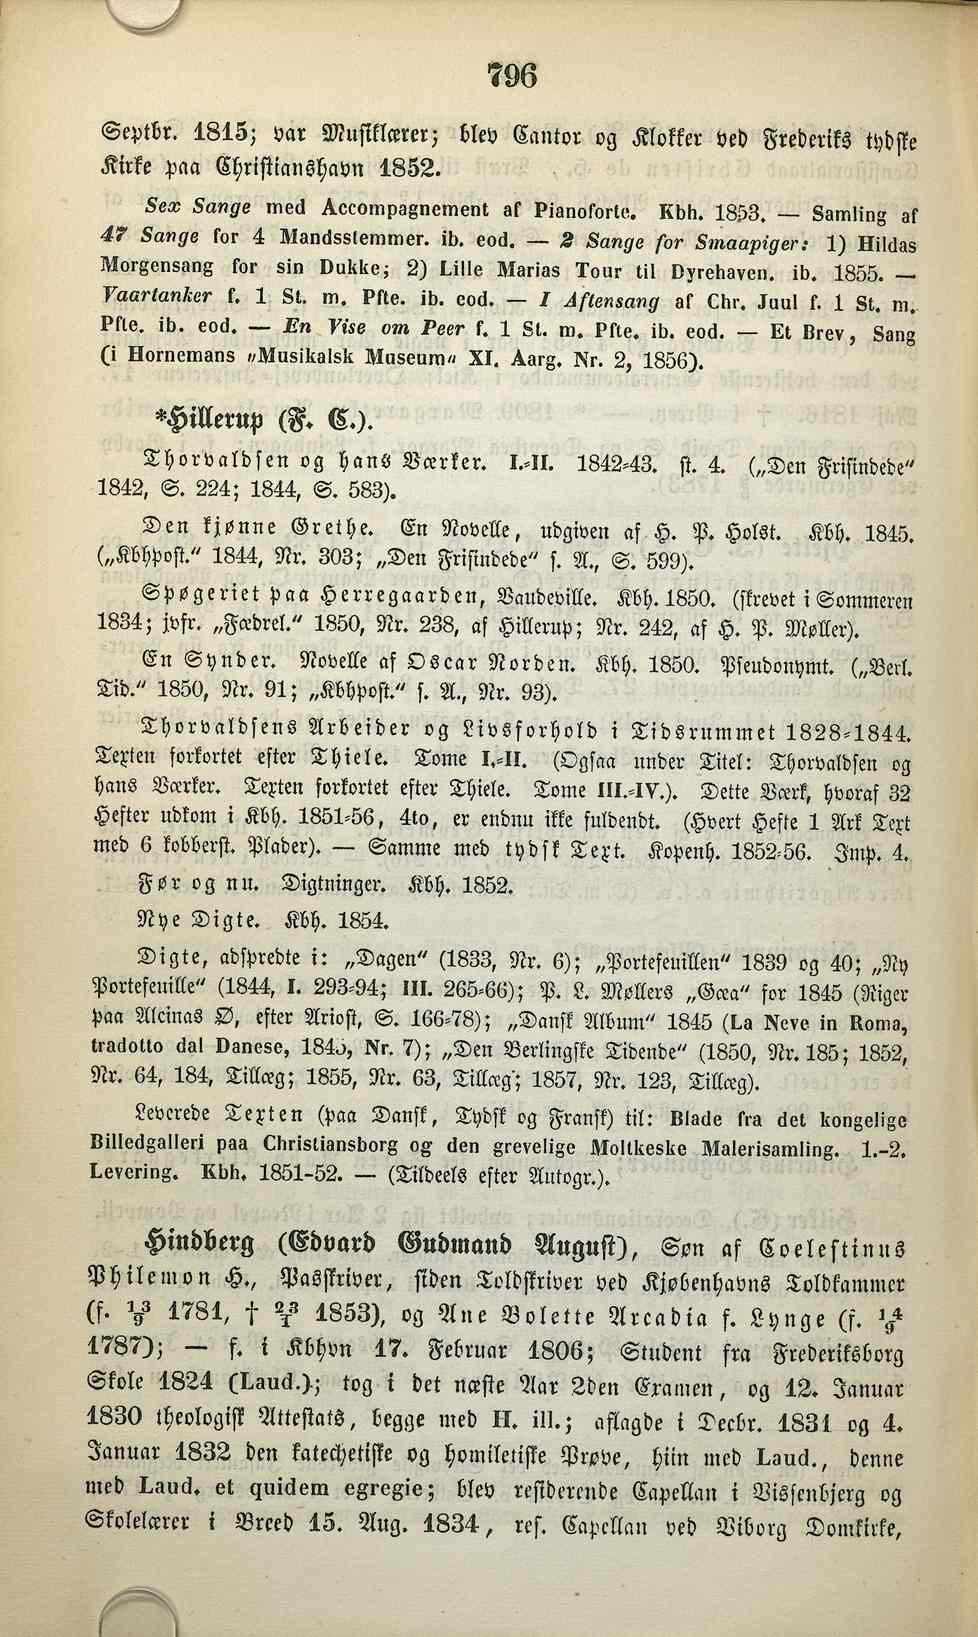 796
Septbr. 1815; var Musiklærer; blev Cantor og Klokker ved Frederiks tydske
Kirke paa Christianshavn 1852.
Sex Sange med Accompagnement af Pianoforte. Kbh. 1853. — Samling af
47 Sange for 4 Mandsstemmer. ib. eod. — 2 Sange for Smaapiger: 1) Hildas
Morgensang for sin Dukke; 2) Lille Marias Tour til Dyrehaven. ib. 1855. —
Vaartanker f. 1 St. m. Pfte. ib. eod. — I Aftensang af Chr. Juul f. 1 St. m.
Pfte. ib. eod. — En Vise om Peer f. 1 St. m. Pfte. ib. eod. — Et Brev, Sang
(i Hornemans „Musikalsk Museum“ XI. Aarg. Nr. 2, 1856).
*Hillerup (F. C.).
Thorvaldsen og hans Værker. I.-II. 1842-43. st. 4. („Den Frisindede“
1842, S. 224; 1844, S. 583).
Den kjønne Grethe. En Novelle, udgiven af H. P. Holst. Kbh. 1845.
(„Kbhpost.“ 1844, Nr. 303; „Den Frisindede“ s. A., S. 599).
Spøgeriet paa Herregaarden, Vaudeville. Kbh. 1850. (skrevet i Sommeren
1834; jvfr. „Fædrel.“ 1850, Nr. 238, af Hillerup; Nr. 242, af H. P. Møller).
En Synder. Novelle af Oscar Norden. Kbh. 1850. Pseudonymt. („Berl.
Tid.“ 1850, Nr. 91; „Kbhpost.“ s. A., Nr. 93).
Thorvaldsens Arbeider og Livsforhold i Tidsrummet 1828-1844.
Texten forkortet efter Thiele. Tome I.-II. (Ogsaa under Titel: Thorvaldsen og
hans Værker. Texten forkortet efter Thiele. Tome III.-IV.). Dette Værk, hvoraf 32
Hefter udkom i Kbh. 1851-56, 4to, er endnu ikke fuldendt. (Hvert Hefte 1 Ark Text
med 6 kobberst. Plader). — Samme med tydsk Text. Kopenh. 1852-56. Imp. 4.
Før og nu. Digtninger. Kbh. 1852.
Nye Digte. Kbh. 1854.
Digte, adspredte i: „Dagen“ (1833, Nr. 6); „Portefeuillen“ 1839 og 40; „Ny
Portefeuille“ (1844, I. 293-94; III. 265-66); P. L. Møllers „Gæa“ for 1845 (Riger
paa Alcinas Ø, efter Ariost, S. 166-78); „Dansk Album“ 1845 (La Neve in Roma,
tradotto dal Danese, 1845, Nr. 7); „Den Berlingske Tidende“ (1850, Nr. 185; 1852,
Nr. 64, 184, Tillæg; 1855, Nr. 63, Tillæg; 1857, Nr. 123, Tillæg).
Leverede Texten (paa Dansk, Tydsk og Fransk) til: Blade fra det kongelige
Billedgalleri paa Christiansborg og den grevelige Moltkeske Malerisamling. 1.-2.
Levering. Kbh. 1851-52. — (Tildeels efter Autogr.).
Hindberg (Edvard Gudmand August), Søn af Coelestinus
Philemon H., Passkriver, siden Toldskriver ved Kjøbenhavns Toldkammer
(f. 13/9 1781, † 23/1 1853), og Ane Bolette Arcadia f. Lynge (f. 14/9
1787); — f. i Kbhvn 17. Februar 1806; Student fra Frederiksborg
Skole 1824 (Laud.); tog i det næste Aar 2den Examen, og 12. Januar
1830 theologisk Attestats, begge med H. ill.; aflagde i Decbr. 1831 og 4.
Januar 1832 den katechetiske og homiletiske Prøve, hiin med Laud., denne
med Laud. et quidem egregie; blev residerende Capellan i Vissenbjerg og
Skolelærer i Breed 15. Aug. 1834, res. Capellan ved Viborg Domkirke,